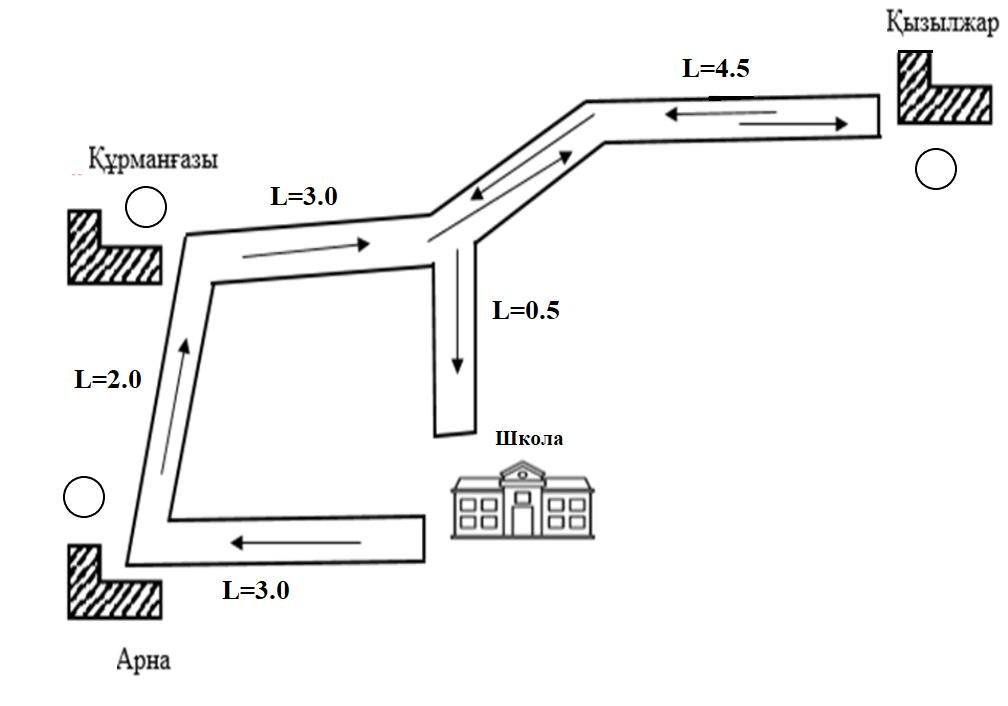 Қызылжар
L=4.5
Құрманғазы
L=3.0
L=0.5
L=2.0
Школа
L=3.0
Арна